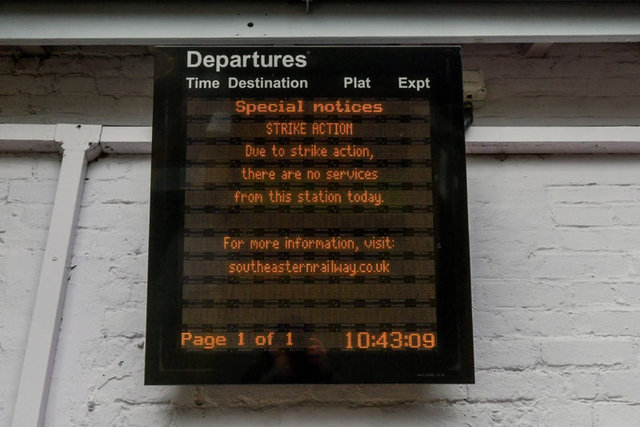 Departures
Time Destination Plat Expt
Special notices
STRIKE ACTION
Due to strike action,
there are no services
from this station today.
For more information, visit:
southeasternrailway.co.uk
Page 1 of 1 10:43:09